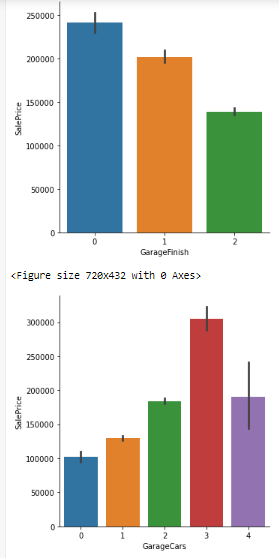 250000
200000
150000
100000
50000
0
SalePrice
0 1 2
GarageFinish
<Figure size 720x432 with 0 Axes>
300000
250000
200000
150000
100000
50000
0
SalePrice
0 1 2 3 4
GarageCars